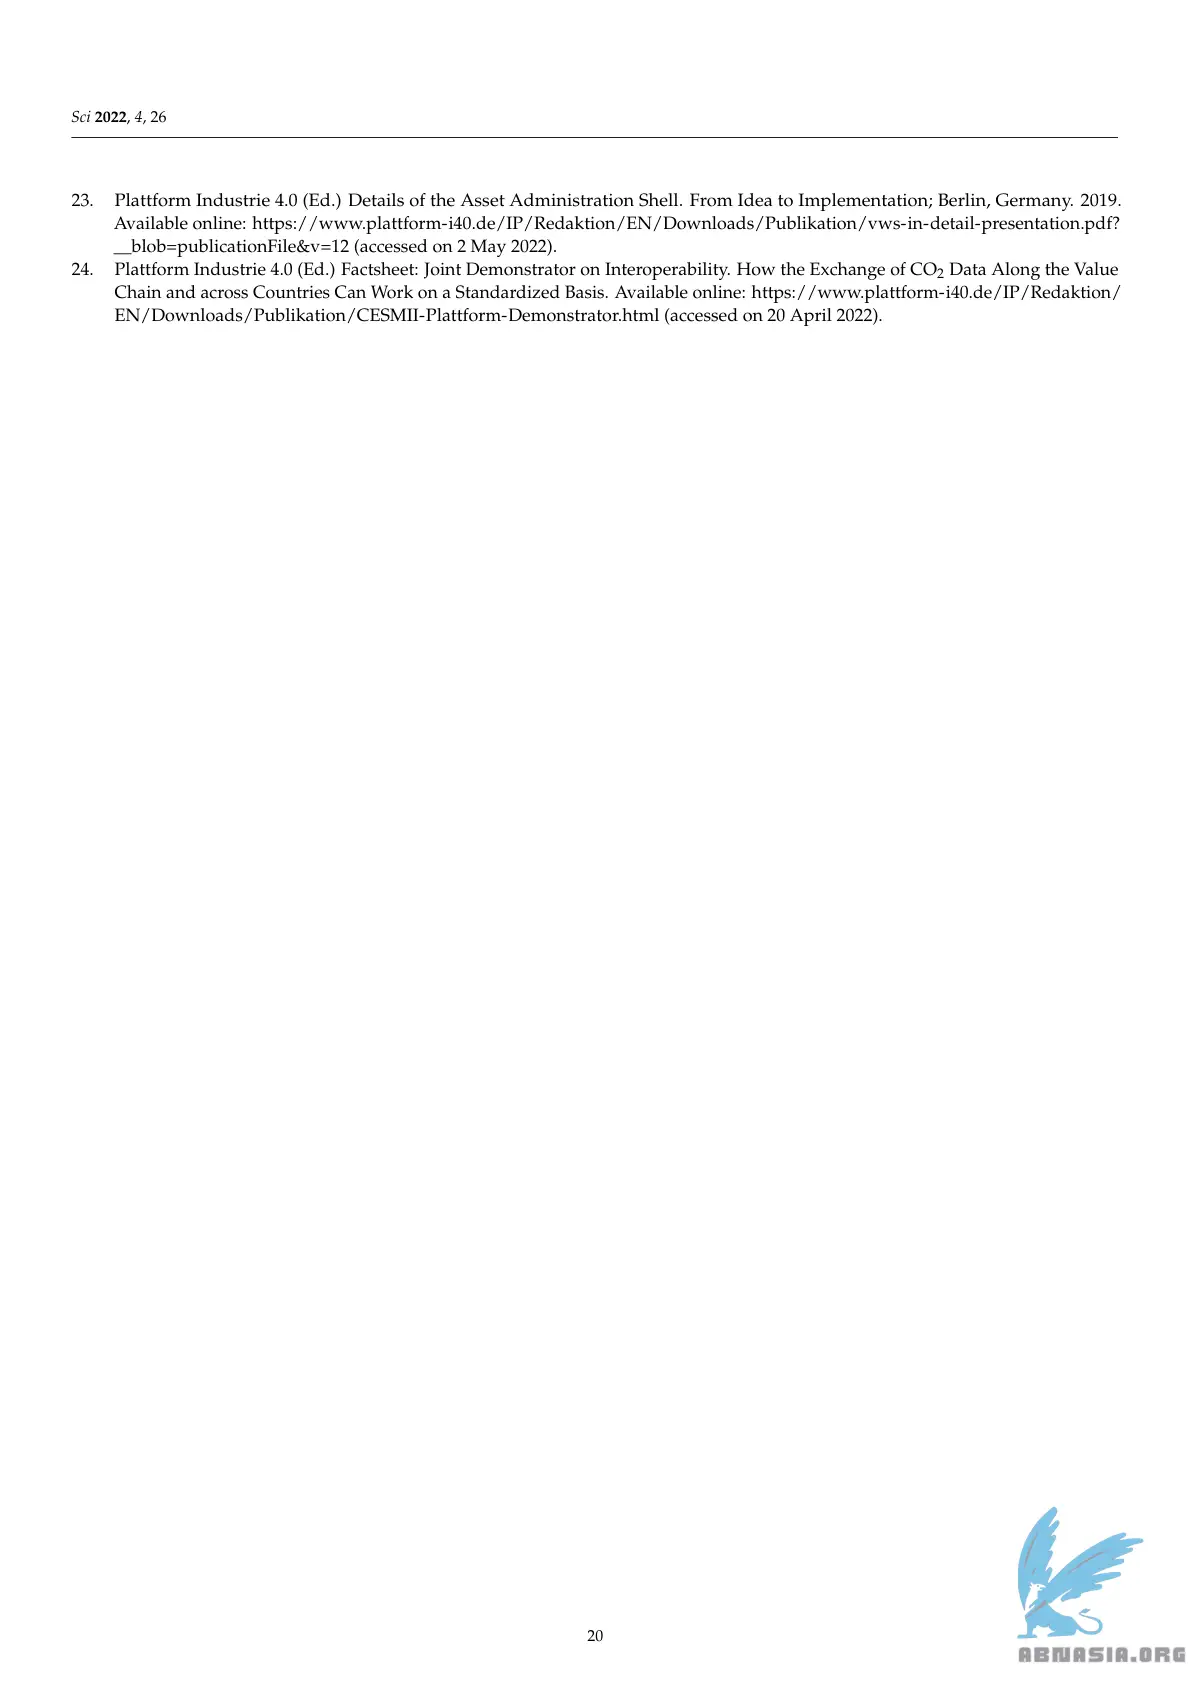 Sci 2022, 4, 26
23. Plattform Industrie 4.0 (Ed.) Details of the Asset Administration Shell. From Idea to Implementation; Berlin, Germany. 2019.
Available online: https://www.plattform-i40.de/IP/Redaktion/EN/Downloads/Publikation/vws-in-detail-presentation.pdf?
__blob=publicationFile&v=12 (accessed on 2 May 2022).
24. Plattform Industrie 4.0 (Ed.) Factsheet: Joint Demonstrator on Interoperability. How the Exchange of CO₂ Data Along the Value
Chain and across Countries Can Work on a Standardized Basis. Available online: https://www.plattform-i40.de/IP/Redaktion/
EN/Downloads/Publikation/CESMII-Plattform-Demonstrator.html (accessed on 20 April 2022).
20
ABNASIA.ORG